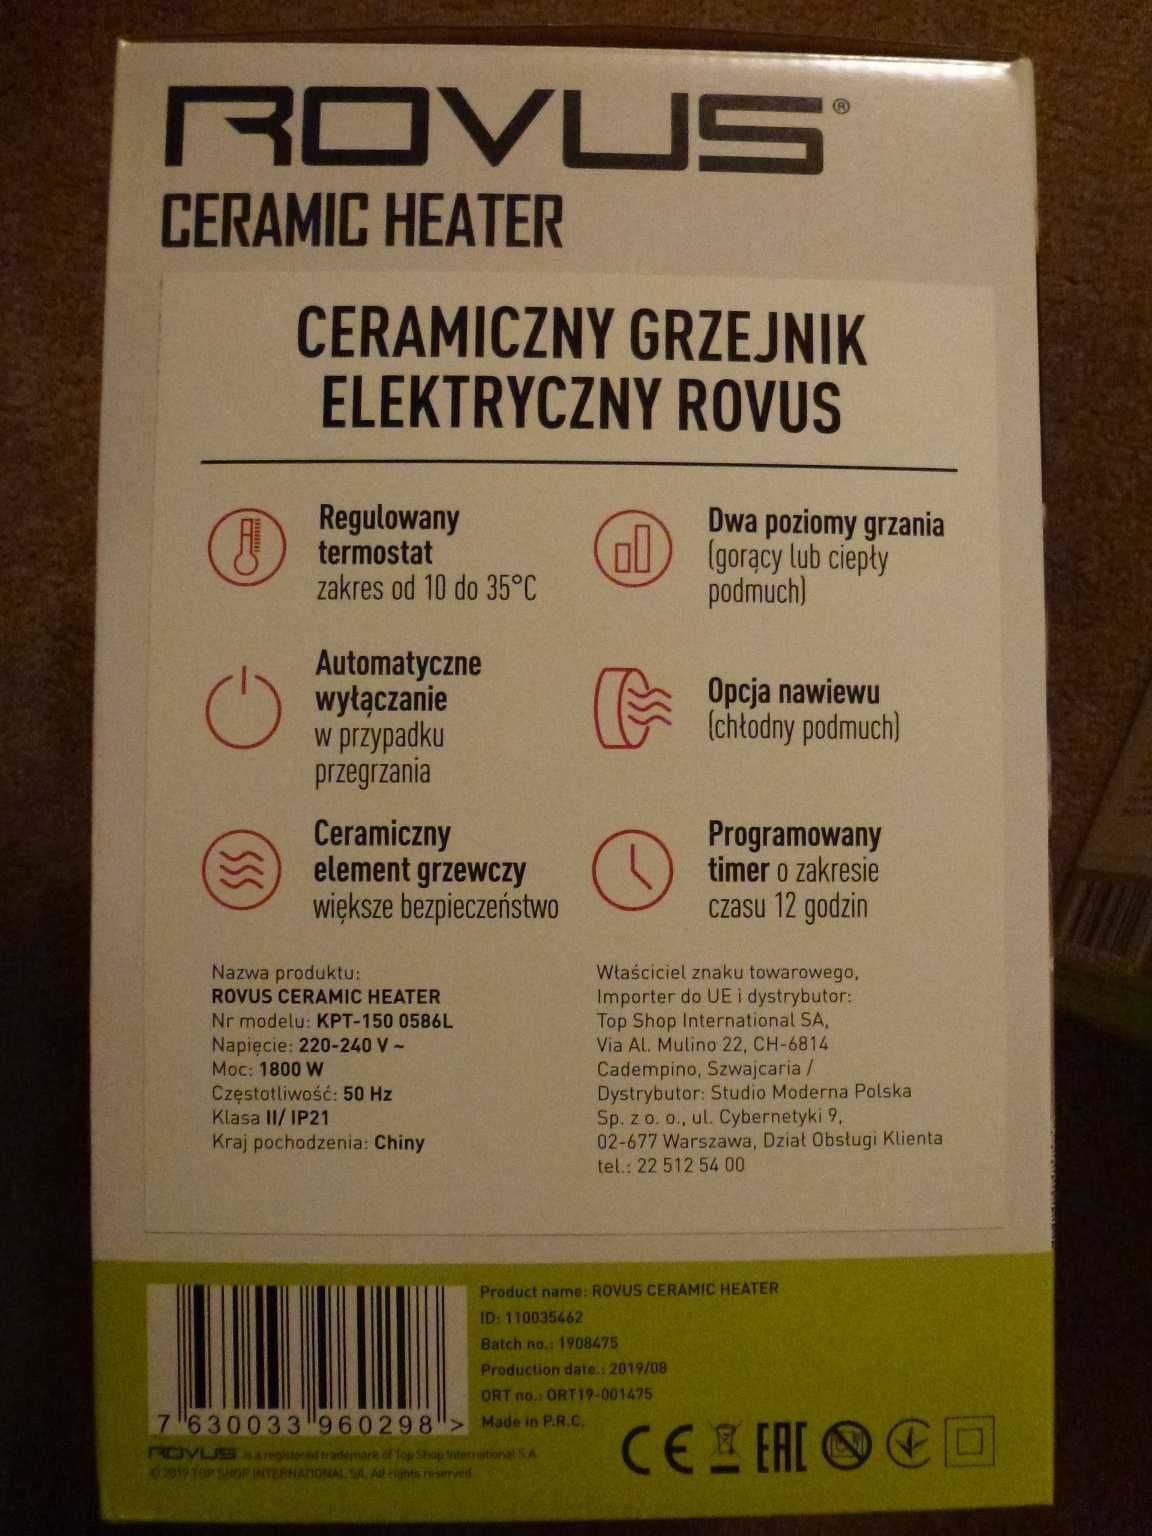 ROVUS®
CERAMIC HEATER
CERAMICZNY GRZEJNIK
ELEKTRYCZNY ROVUS
Regulowany
termostat
zakres od 10 do 35°C
Dwa poziomy grzania
(gorący lub ciepły
podmuch)
Automatyczne
wyłączanie
w przypadku
przegrzania
Opcja nawiewu
(chłodny podmuch)
Ceramiczny
element grzewczy
większe bezpieczeństwo
Programowany
timer o zakresie
czasu 12 godzin
Nazwa produktu:
ROVUS CERAMIC HEATER
Nr modelu: KPT-150 0586L
Napięcie: 220-240 V ~
Moc: 1800 W
Częstotliwość: 50 Hz
Klasa II/ IP21
Kraj pochodzenia: Chiny
Właściciel znaku towarowego,
Importer do UE i dystrybutor:
Top Shop International SA,
Via Al. Mulino 22, CH-6814
Cadempino, Szwajcaria /
Dystrybutor: Studio Moderna Polska
Sp. z o. o., ul. Cybernetyki 9,
02-677 Warszawa, Dział Obsługi Klienta
tel.: 22 512 54 00
7 630033 960298 >
Product name: ROVUS CERAMIC HEATER
ID: 110035462
Batch no.: 1908475
Production date.: 2019/08
ORT no.: ORT19-001475
Made in P.R.C.
ROVUS is a registered trademark of Top Shop International S.A.
© 2019 TOP SHOP INTERNATIONAL SA. All rights reserved.
CE EAC